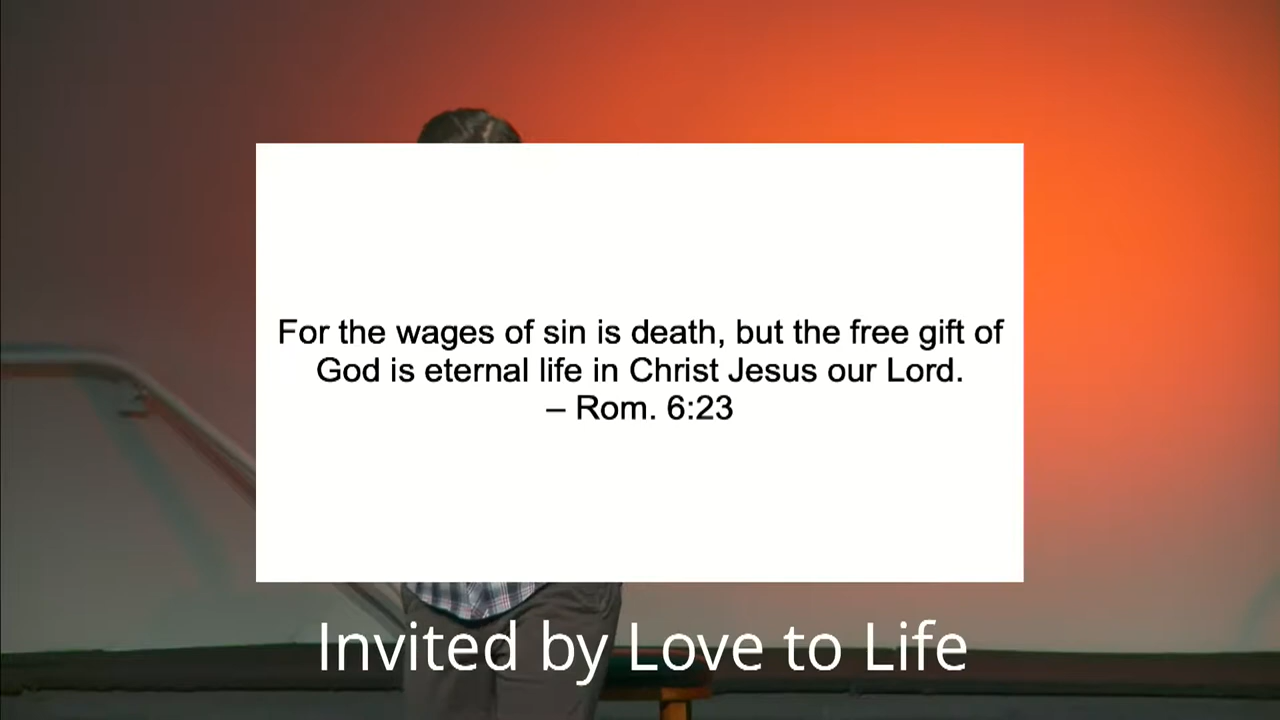 For the wages of sin is death, but the free gift of
God is eternal life in Christ Jesus our Lord.
– Rom. 6:23
Invited by Love to Life